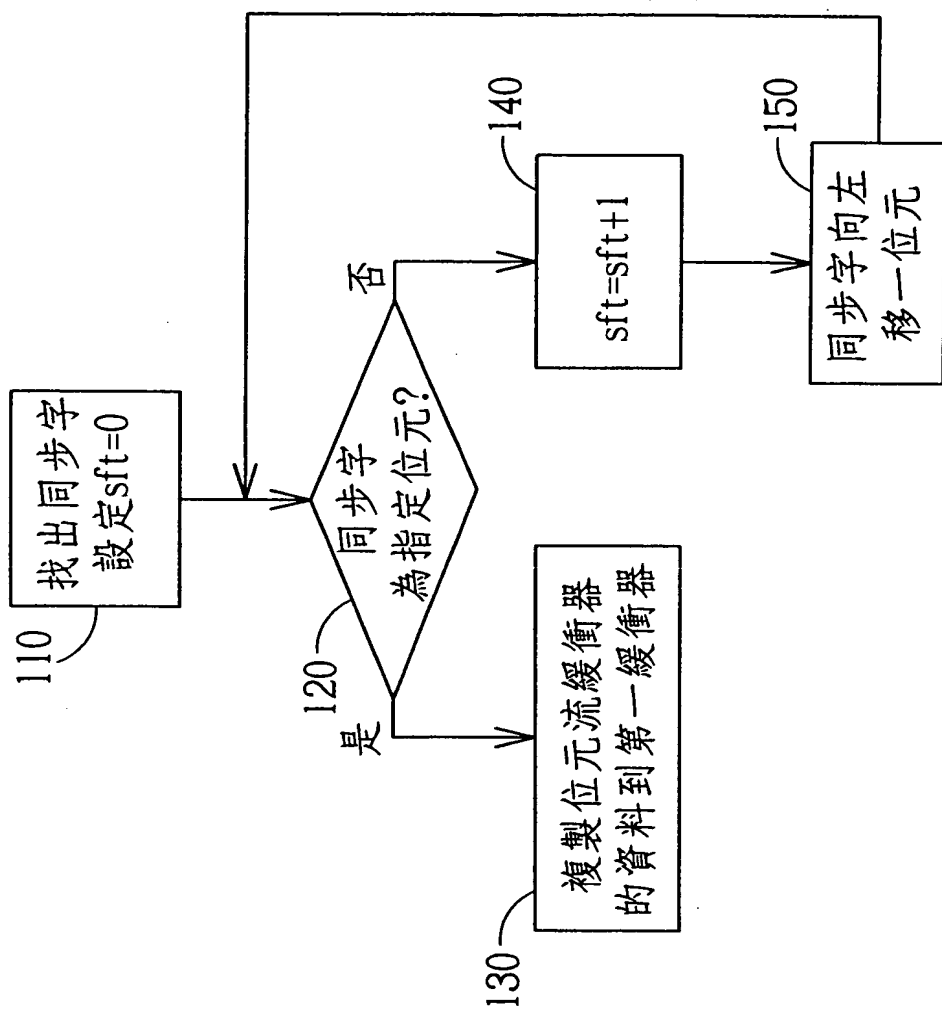 110
找出同步字
設定sft=0
120
同步字
為指定位元?
是
否
130
複製位元流緩衝器
的資料到第一緩衝器
140
sft=sft+1
150
同步字向左
移一位元